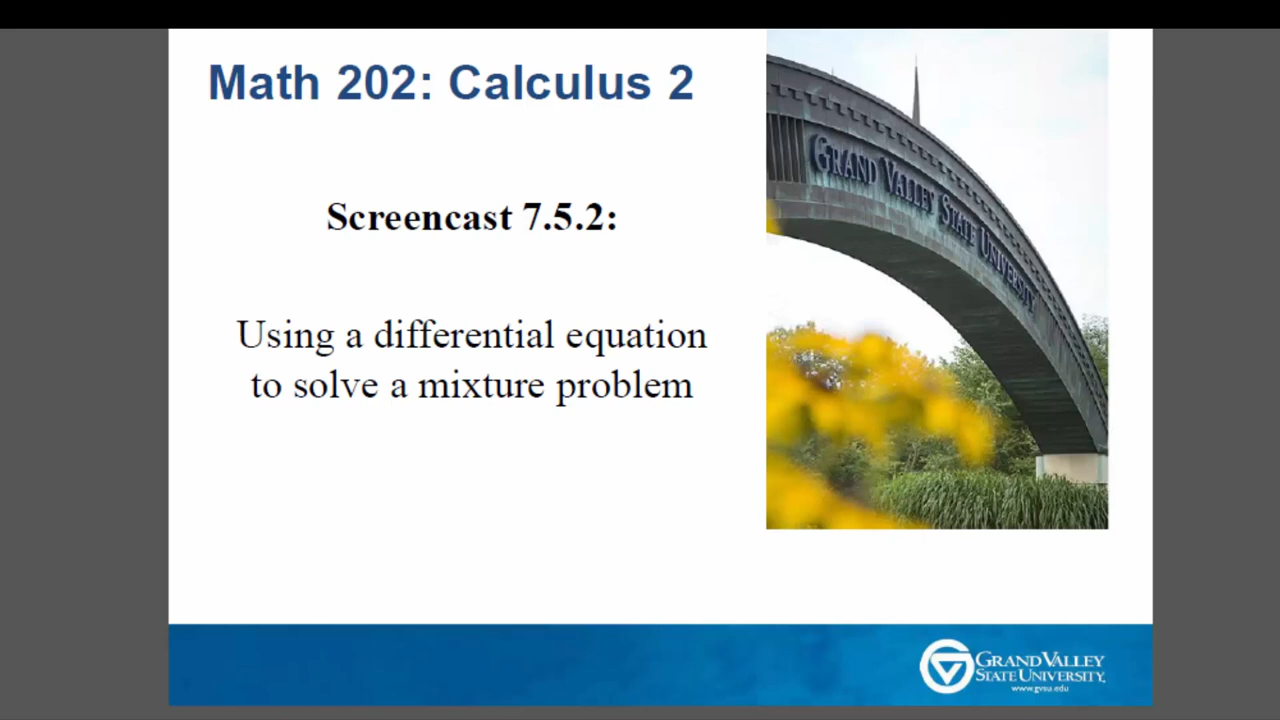 Math 202: Calculus 2
Screencast 7.5.2:
Using a differential equation
to solve a mixture problem
GRAND VALLEY STATE UNIVERSITY
GRAND VALLEY
STATE UNIVERSITY.
www.gvsu.edu